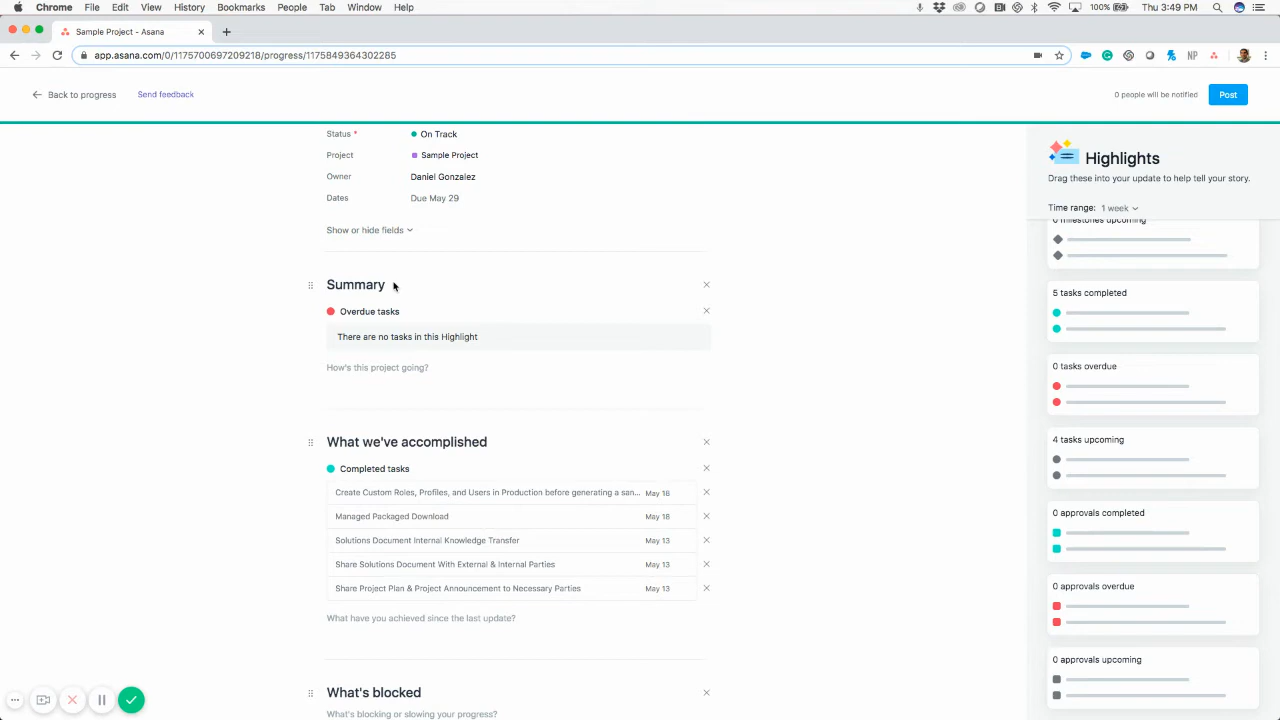 Chrome File Edit View History Bookmarks People Tab Window Help 100% Thu 3:49 PM
Sample Project - Asana
app.asana.com/0/1175700697209218/progress/1175849364302285
NP
Back to progress Send feedback 0 people will be notified Post
Status * On Track
Project Sample Project
Owner Daniel Gonzalez
Dates Due May 29
Show or hide fields
Summary
Overdue tasks
There are no tasks in this Highlight
How's this project going?
What we've accomplished
Completed tasks
Create Custom Roles, Profiles, and Users in Production before generating a san... May 18
Managed Packaged Download May 18
Solutions Document Internal Knowledge Transfer May 13
Share Solutions Document With External & Internal Parties May 13
Share Project Plan & Project Announcement to Necessary Parties May 13
What have you achieved since the last update?
What's blocked
What's blocking or slowing your progress?
Highlights
Drag these into your update to help tell your story.
Time range: 1 week
0 milestones upcoming
5 tasks completed
0 tasks overdue
4 tasks upcoming
0 approvals completed
0 approvals overdue
0 approvals upcoming